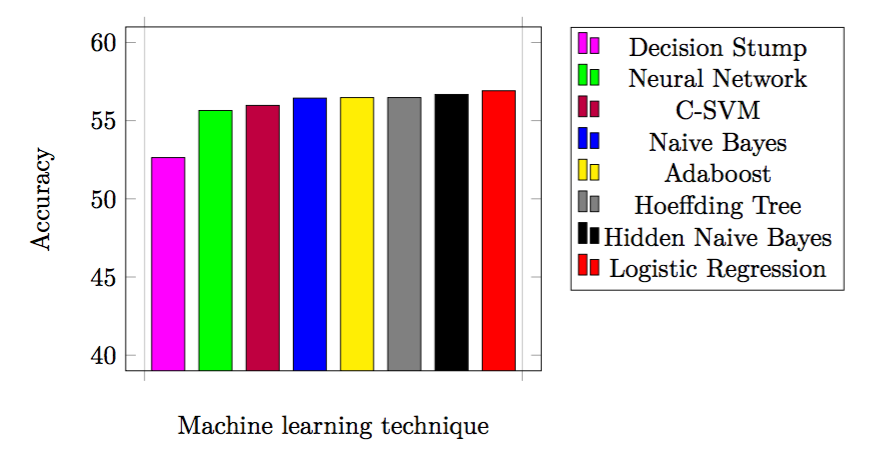 60
55
50
45
40
Accuracy
Machine learning technique
Decision Stump
Neural Network
C-SVM
Naive Bayes
Adaboost
Hoeffding Tree
Hidden Naive Bayes
Logistic Regression